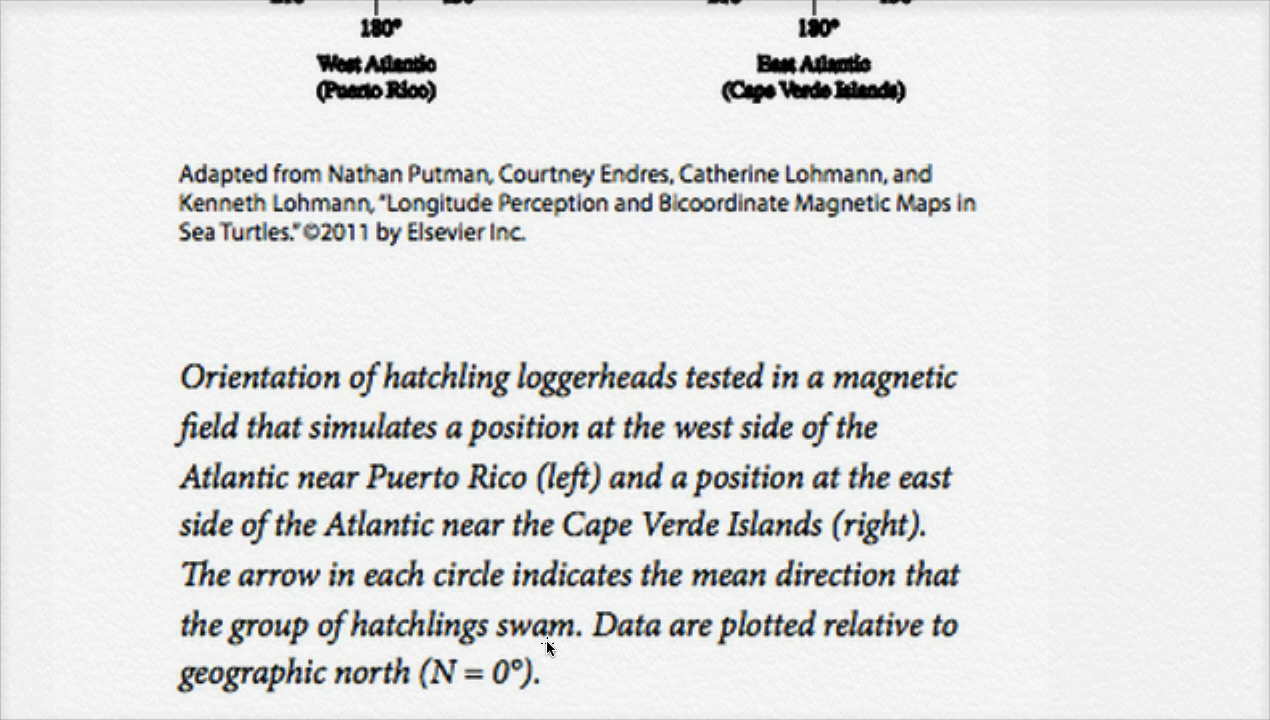 180° 180°
West Atlantic East Atlantic
(Puerto Rico) (Cape Verde Islands)
Adapted from Nathan Putman, Courtney Endres, Catherine Lohmann, and
Kenneth Lohmann, "Longitude Perception and Bicoordinate Magnetic Maps in
Sea Turtles." ©2011 by Elsevier Inc.
Orientation of hatchling loggerheads tested in a magnetic
field that simulates a position at the west side of the
Atlantic near Puerto Rico (left) and a position at the east
side of the Atlantic near the Cape Verde Islands (right).
The arrow in each circle indicates the mean direction that
the group of hatchlings swam. Data are plotted relative to
geographic north (N = 0°).